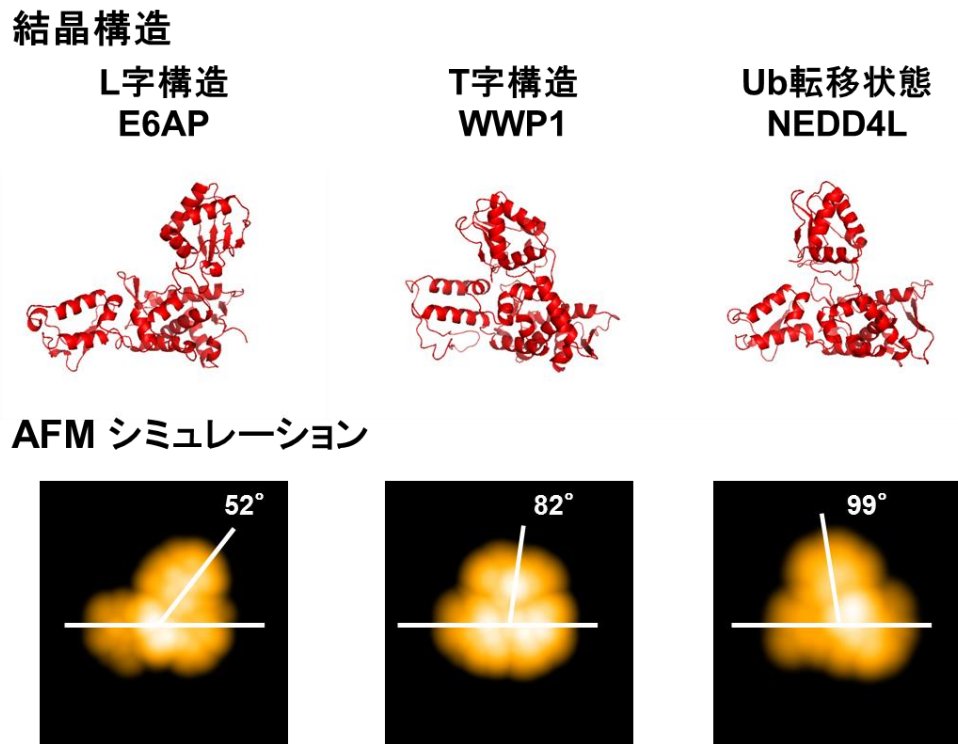 結晶構造
L字構造
E6AP
T字構造
WWP1
Ub転移状態
NEDD4L
AFM シミュレーション
52°
82°
99°